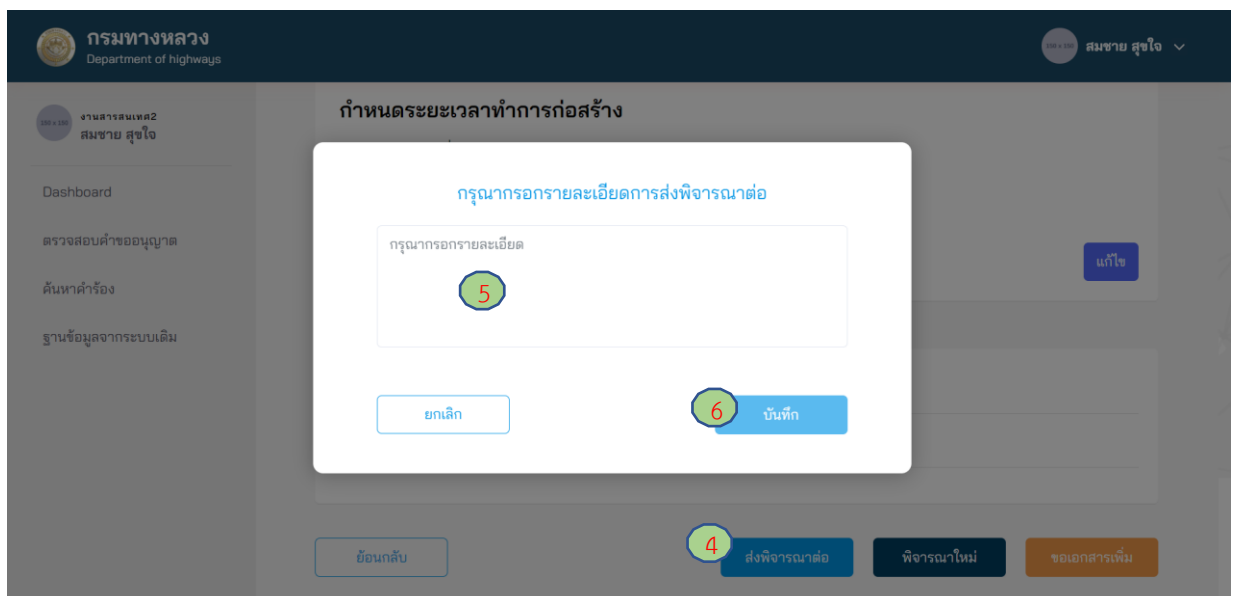 กรมทางหลวง
Department of highways
สมชาย สุขใจ
งานสารสนเทศ2
สมชาย สุขใจ
Dashboard
ตรวจสอบคำขออนุญาต
ค้นหาคำร้อง
ฐานข้อมูลจากระบบเดิม
กำหนดระยะเวลาทำการก่อสร้าง
กรุณากรอกรายละเอียดการส่งพิจารณาต่อ
กรุณากรอกรายละเอียด
5
แก้ไข
ยกเลิก
6 บันทึก
ย้อนกลับ
4 ส่งพิจารณาต่อ
พิจารณาใหม่
ขอเอกสารเพิ่ม